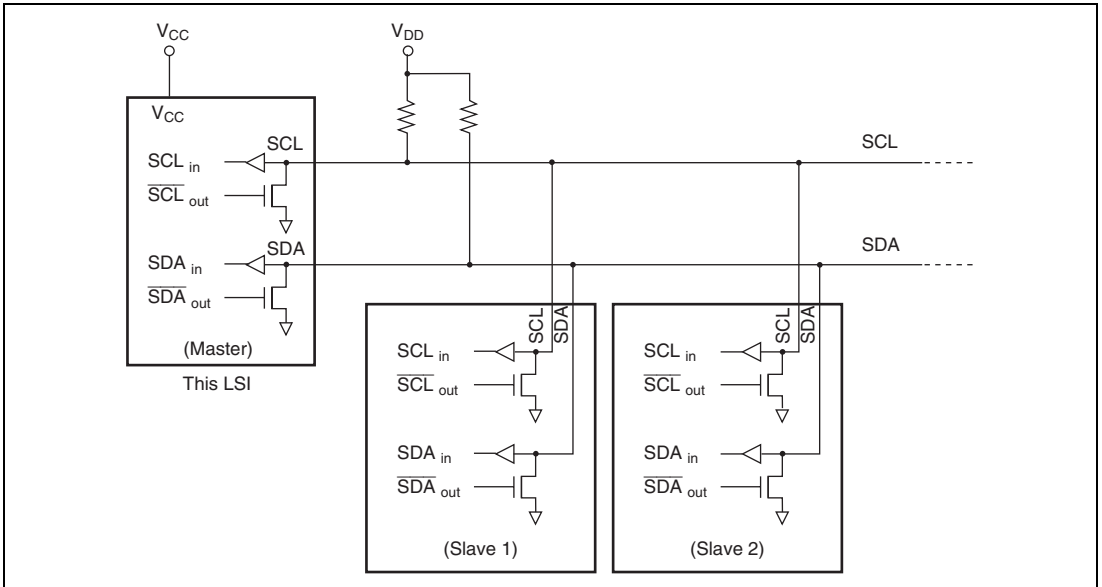 VCC
VDD
VCC
SCL
SCL in
SCL out
SDA
SDA in
SDA out
(Master)
This LSI
SCL
SDA
SCL
SDA
SCL in
SCL out
SDA in
SDA out
(Slave 1)
SCL
SDA
SCL in
SCL out
SDA in
SDA out
(Slave 2)